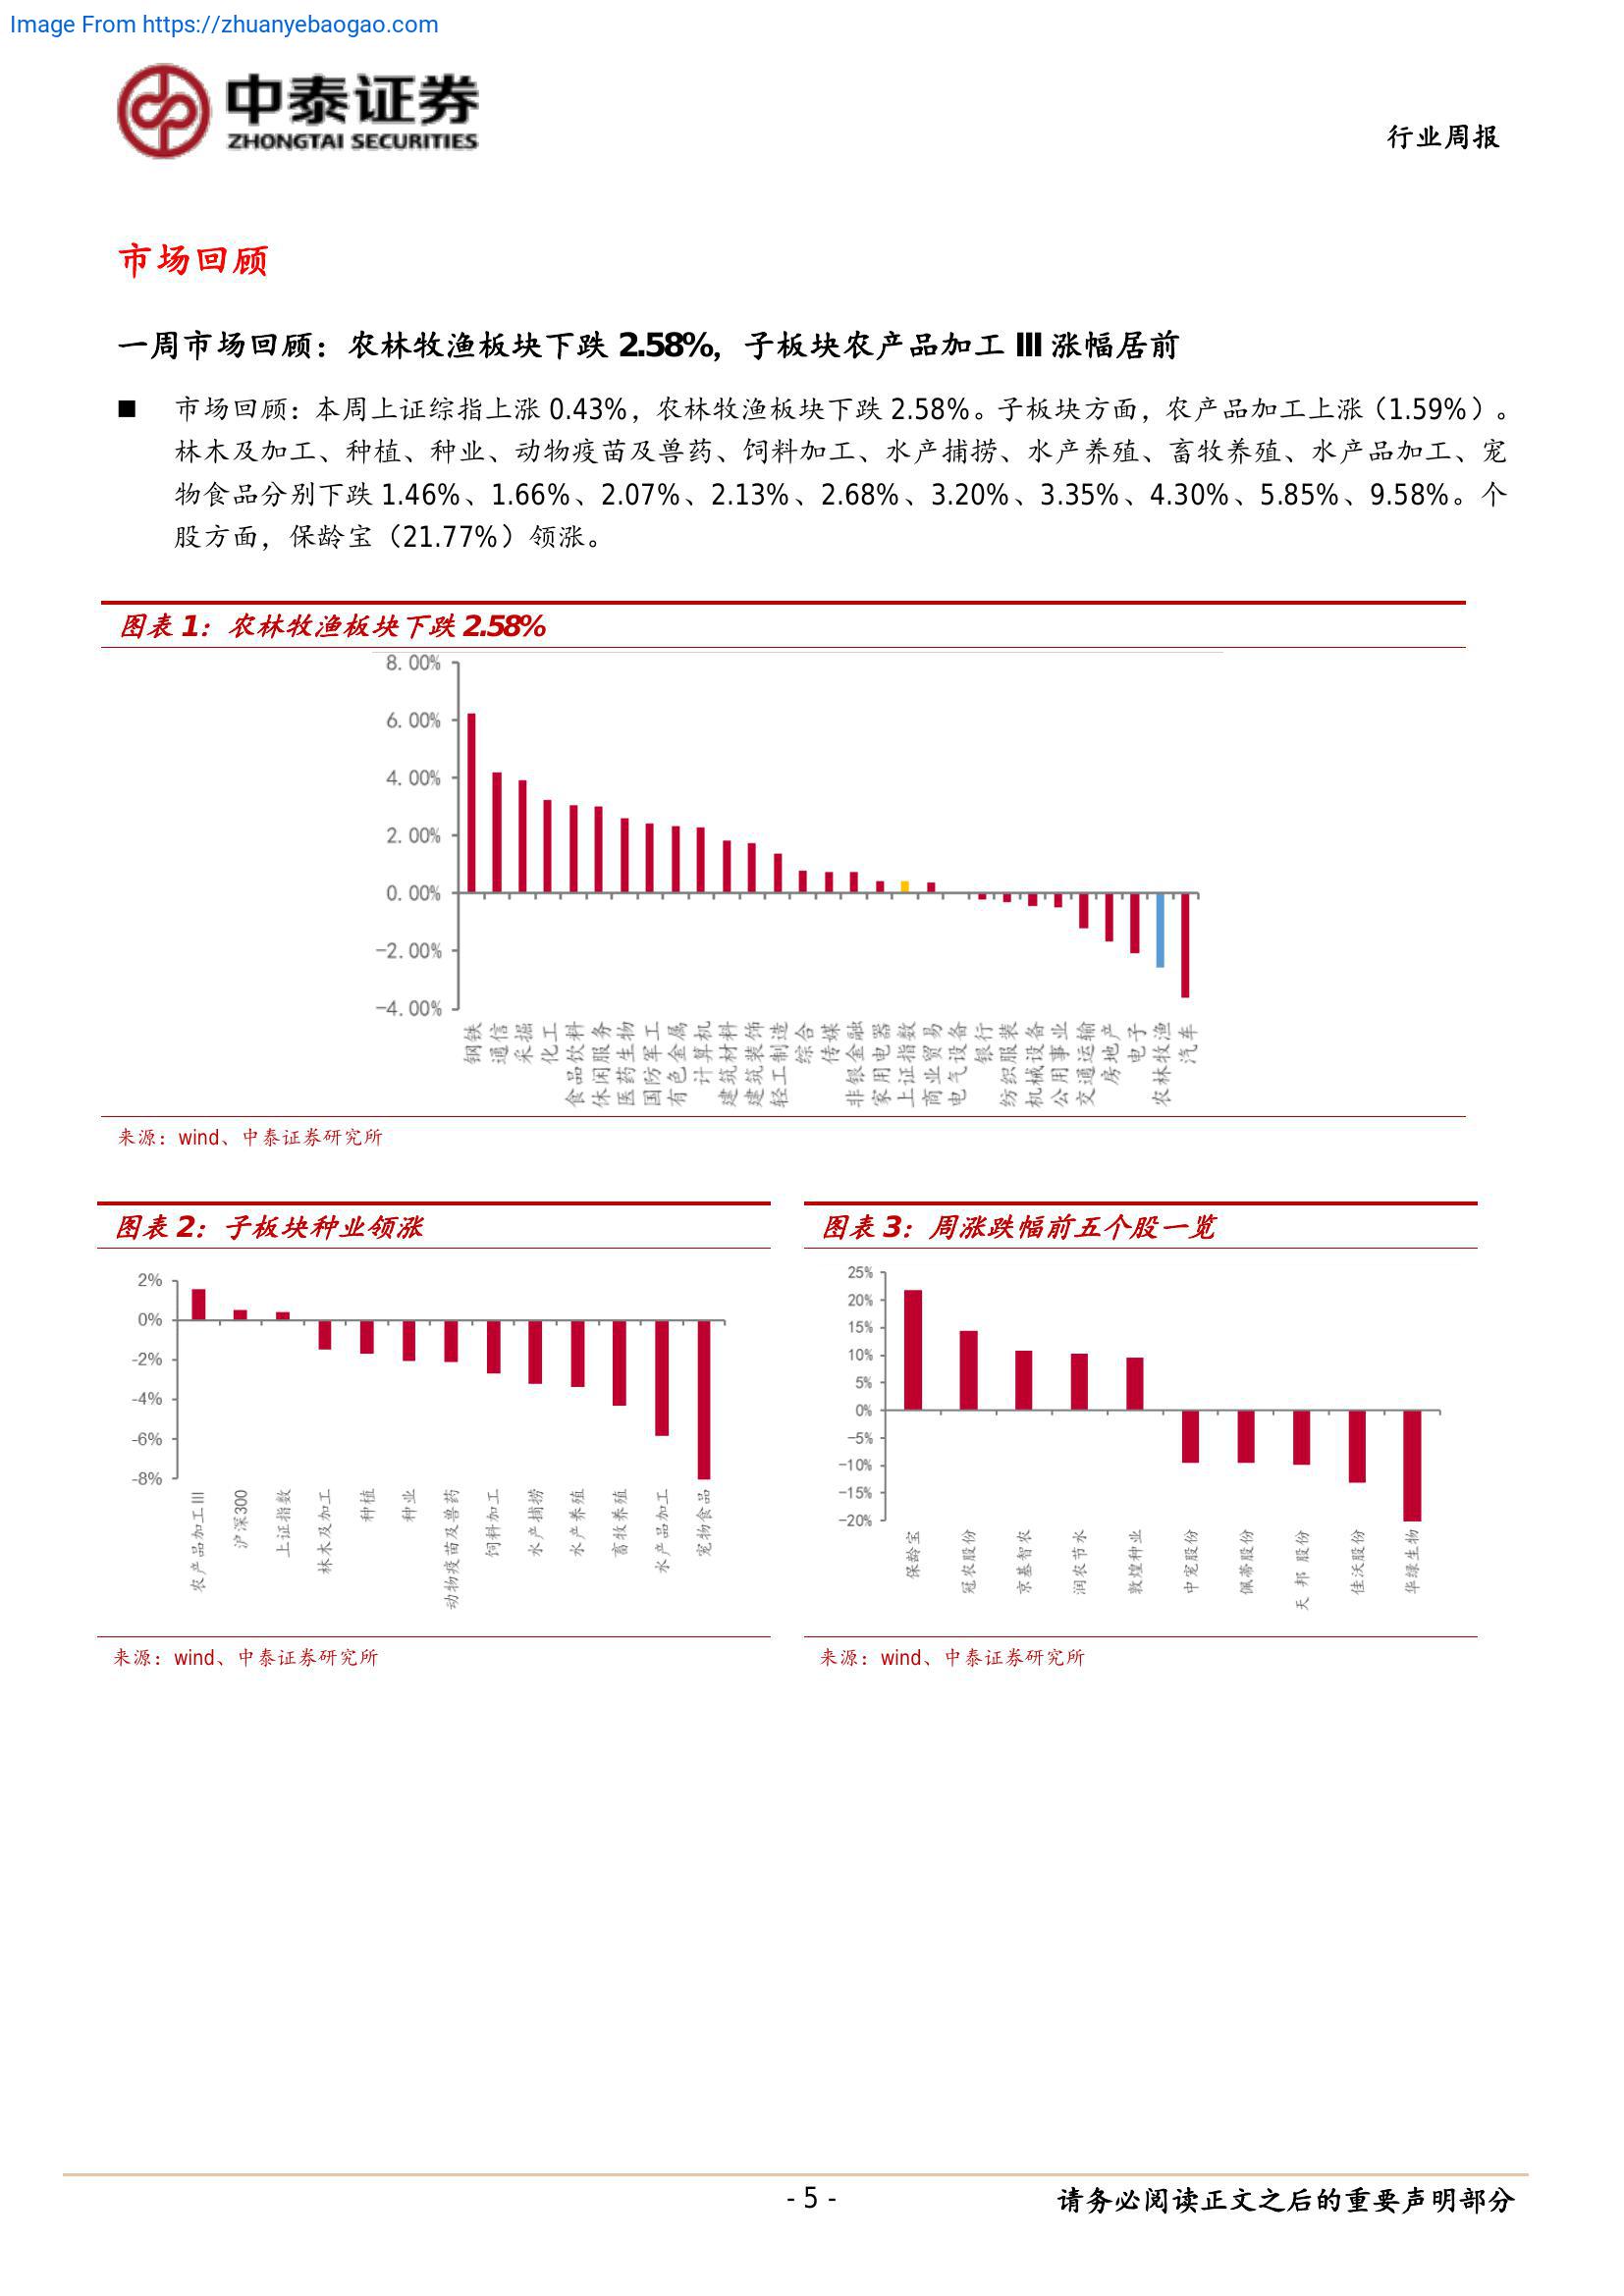 Image From https://zhuanyebaogao.com
中泰证券
ZHONGTAI SECURITIES
行业周报
市场回顾
一周市场回顾：农林牧渔板块下跌 2.58%，子板块农产品加工 III 涨幅居前
■ 市场回顾：本周上证综指上涨 0.43%，农林牧渔板块下跌 2.58%。子板块方面，农产品加工上涨（1.59%）。
林木及加工、种植、种业、动物疫苗及兽药、饲料加工、水产捕捞、水产养殖、畜牧养殖、水产品加工、宠
物食品分别下跌 1.46%、1.66%、2.07%、2.13%、2.68%、3.20%、3.35%、4.30%、5.85%、9.58%。个
股方面，保龄宝（21.77%）领涨。
图表 1：农林牧渔板块下跌 2.58%
8.00%
6.00%
4.00%
2.00%
0.00%
-2.00%
-4.00%
钢铁
通信
采掘
化工
食品饮料
休闲服务
医药生物
国防军工
有色金属
计算机
建筑材料
建筑装饰
轻工制造
综合
传媒
非银金融
家用电器
上证指数
商业贸易
电气设备
银行
纺织服装
机械设备
公用事业
交通运输
房地产
电子
农林牧渔
汽车
来源：wind、中泰证券研究所
图表 2：子板块种业领涨
2%
0%
-2%
-4%
-6%
-8%
农产品加工Ⅲ
沪深300
上证指数
林木及加工
种植
种业
动物疫苗及兽药
饲料加工
水产捕捞
水产养殖
畜牧养殖
水产品加工
宠物食品
来源：wind、中泰证券研究所
图表 3：周涨跌幅前五个股一览
25%
20%
15%
10%
5%
0%
-5%
-10%
-15%
-20%
保龄宝
冠农股份
京基智农
润农节水
敦煌种业
中宠股份
佩蒂股份
天 邦 股份
佳沃股份
华绿生物
来源：wind、中泰证券研究所
- 5 -
请务必阅读正文之后的重要声明部分